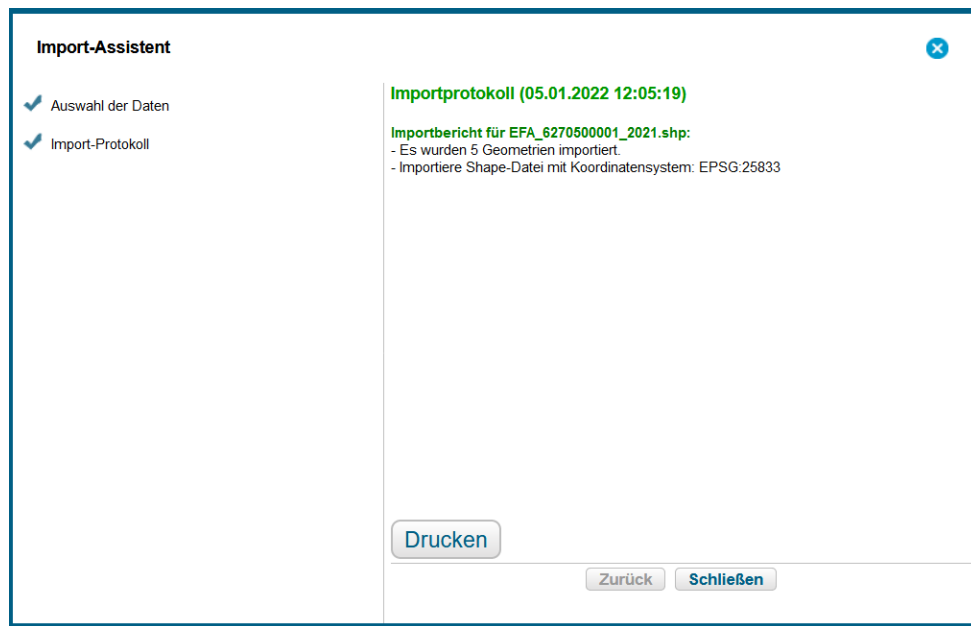 Import-Assistent
Auswahl der Daten
Import-Protokoll
Importprotokoll (05.01.2022 12:05:19)
Importbericht für EFA_6270500001_2021.shp:
- Es wurden 5 Geometrien importiert.
- Importiere Shape-Datei mit Koordinatensystem: EPSG:25833
Drucken
Zurück Schließen